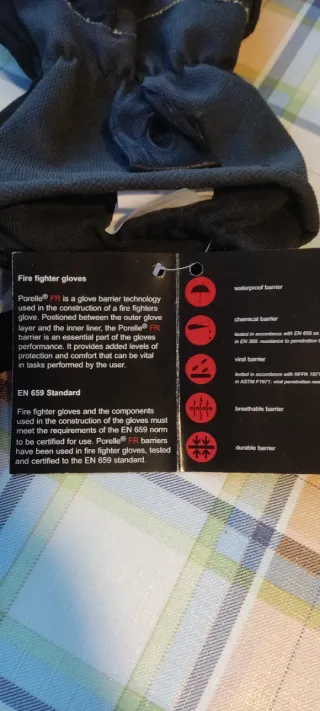 Fire fighter gloves
Porelle® FR is a glove barrier technology
used in the construction of a fire fighters
glove. Postioned between the outer glove
layer and the inner liner, the Porelle® FR
barrier is an essential part of the gloves
performance. It provides added levels of
protection and comfort that can be vital
in tasks performed by the user.
EN 659 Standard
Fire fighter gloves and the components
used in the construction of the gloves must
meet the requirements of the EN 659 norm
to be certified for use. Porelle® FR barriers
have been used in fire fighter gloves, tested
and certified to the EN 659 standard.
waterproof barrier
chemical barrier
tested in accordance with EN 659 as
in EN 369: resistance to penetration
viral barrier
tested in accordance with NFPA 1971
in ASTM F1671: viral penetration
breathable barrier
durable barrier